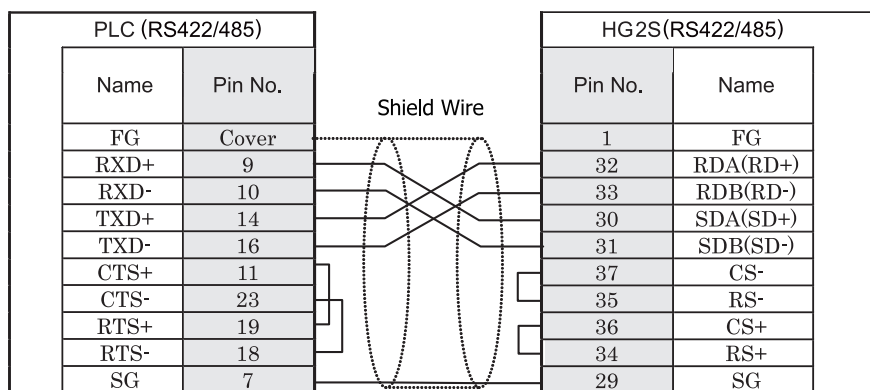 PLC (RS422/485) HG2S(RS422/485)
Name Pin No. Shield Wire Pin No. Name
FG Cover 1 FG
RXD+ 9 32 RDA(RD+)
RXD- 10 33 RDB(RD-)
TXD+ 14 30 SDA(SD+)
TXD- 16 31 SDB(SD-)
CTS+ 11 37 CS-
CTS- 23 35 RS-
RTS+ 19 36 CS+
RTS- 18 34 RS+
SG 7 29 SG